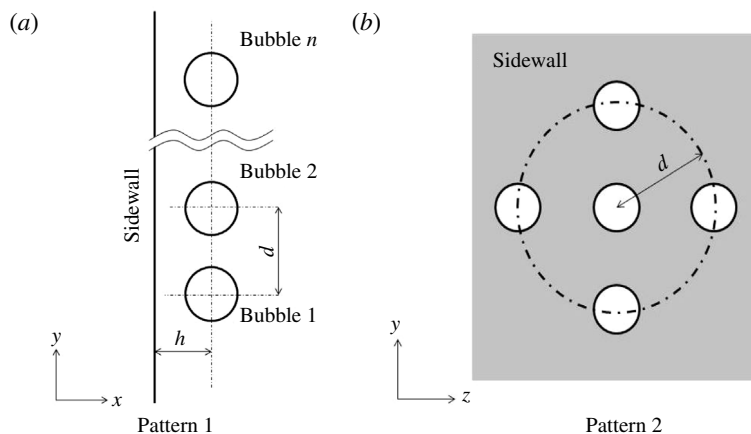 (a)
Bubble n
Sidewall
Bubble 2
d
Bubble 1
h
y
x
Pattern 1
(b)
Sidewall
d
y
z
Pattern 2